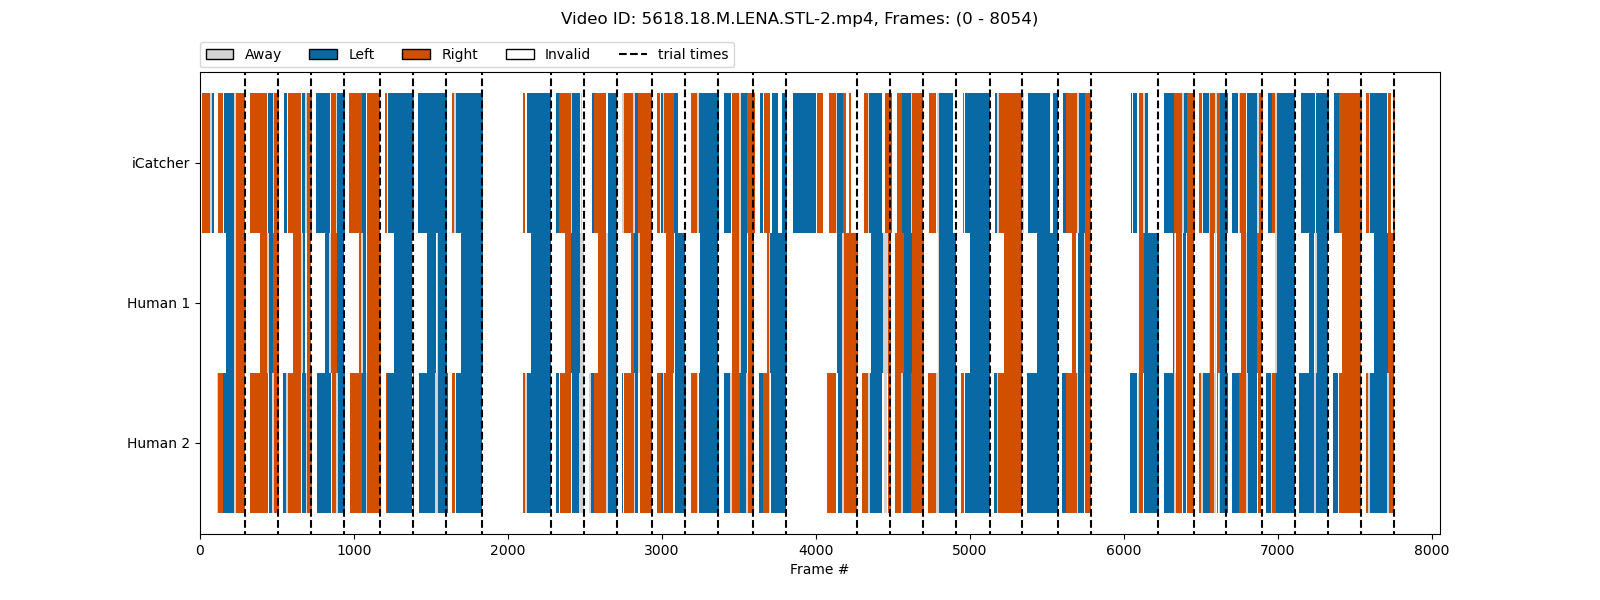 Video ID: 5618.18.M.LENA.STL-2.mp4, Frames: (0 - 8054)
Away Left Right Invalid trial times
iCatcher
Human 1
Human 2
0 1000 2000 3000 4000 5000 6000 7000 8000
Frame #